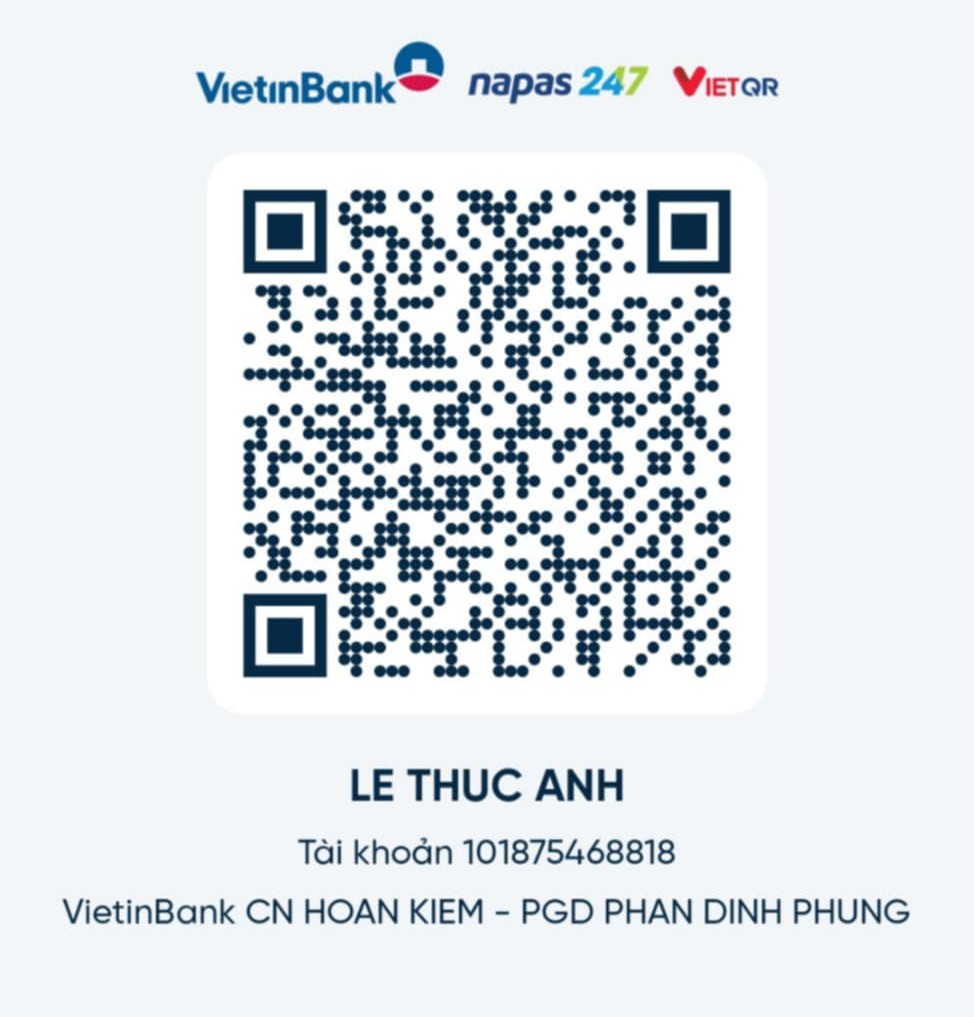 VIETINBANK napas 247 VIETQR
LE THUC ANH
Tài khoản 101875468818
VietinBank CN HOAN KIEM - PGD PHAN DINH PHUNG